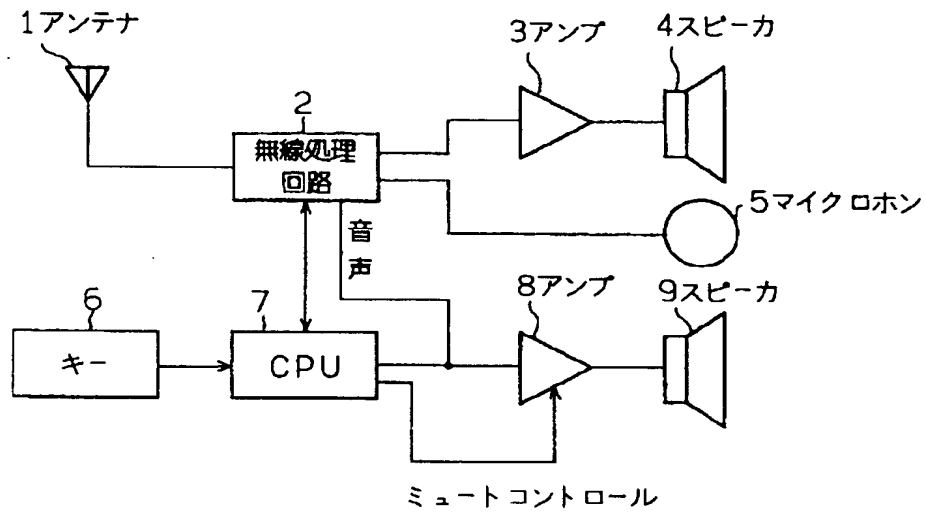 1アンテナ
3アンプ
4スピーカ
2
無線処理
回路
5マイクロホン
音
声
8アンプ
9スピーカ
6
7
キー
CPU
ミュートコントロール